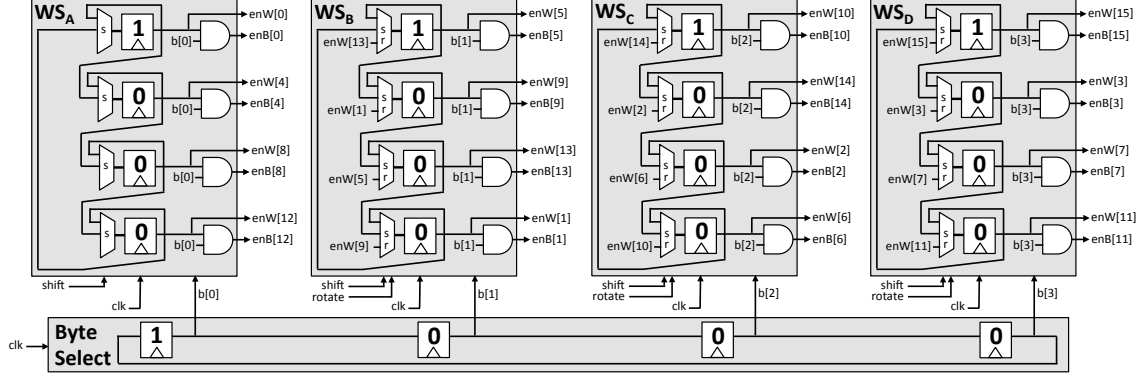 WSA
1
s
b[0]
enW[0]
enB[0]
0
s
b[0]
enW[4]
enB[4]
0
s
b[0]
enW[8]
enB[8]
0
s
b[0]
enW[12]
enB[12]
shift
clk
b[0]
WSB
1
s
r
enW[13]
b[1]
enW[5]
enB[5]
0
s
r
enW[1]
b[1]
enW[9]
enB[9]
0
s
r
enW[5]
b[1]
enW[13]
enB[13]
0
s
r
enW[9]
b[1]
enW[1]
enB[1]
shift
rotate
clk
b[1]
WSC
1
s
r
enW[14]
b[2]
enW[10]
enB[10]
0
s
r
enW[2]
b[2]
enW[14]
enB[14]
0
s
r
enW[6]
b[2]
enW[2]
enB[2]
0
s
r
enW[10]
b[2]
enW[6]
enB[6]
shift
rotate
clk
b[2]
WSD
1
s
r
enW[15]
b[3]
enW[15]
enB[15]
0
s
r
enW[3]
b[3]
enW[3]
enB[3]
0
s
r
enW[7]
b[3]
enW[7]
enB[7]
0
s
r
enW[11]
b[3]
enW[11]
enB[11]
shift
rotate
clk
b[3]
clk
Byte
Select
1
0
0
0